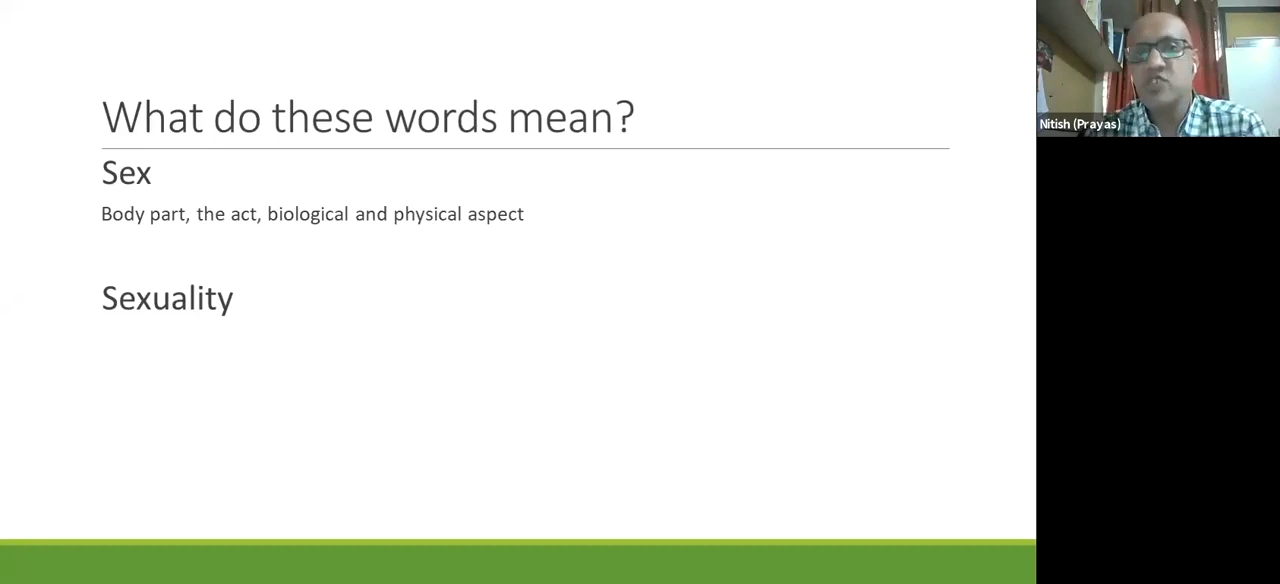 What do these words mean?
Sex
Body part, the act, biological and physical aspect
Sexuality
Nitish (Prayas)